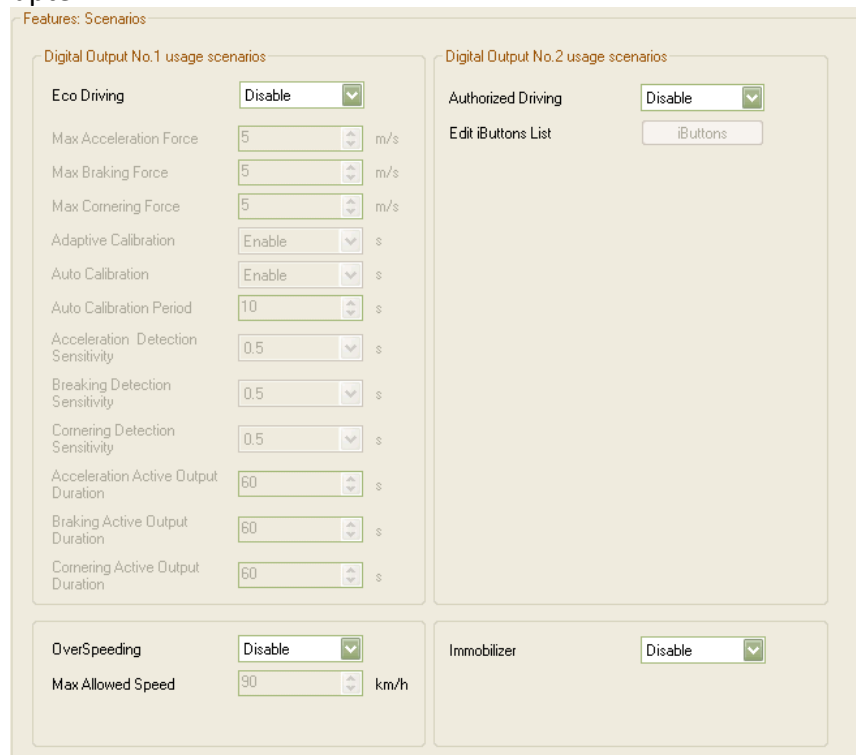 Features: Scenarios
Digital Output No.1 usage scenarios
Eco Driving Disable
Max Acceleration Force 5 m/s
Max Braking Force 5 m/s
Max Cornering Force 5 m/s
Adaptive Calibration Enable s
Auto Calibration Enable s
Auto Calibration Period 10 s
Acceleration Detection
Sensitivity 0.5 s
Breaking Detection
Sensitivity 0.5 s
Cornering Detection
Sensitivity 0.5 s
Acceleration Active Output
Duration 60 s
Braking Active Output
Duration 60 s
Cornering Active Output
Duration 60 s
Digital Output No.2 usage scenarios
Authorized Driving Disable
Edit iButtons List iButtons
OverSpeeding Disable
Max Allowed Speed 90 km/h
Immobilizer Disable